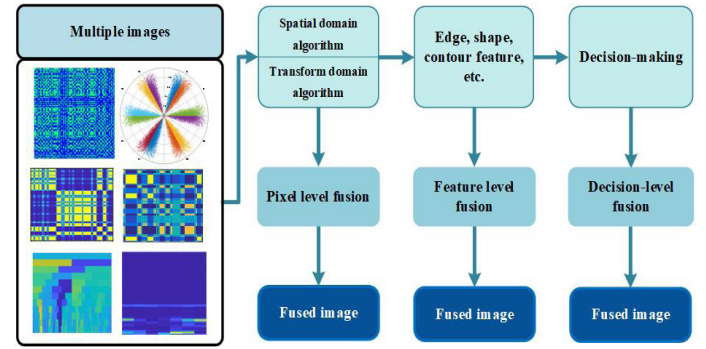 Multiple images
Spatial domain
algorithm
Transform domain
algorithm
Edge, shape,
contour feature,
etc.
Decision-making
Pixel level fusion
Feature level
fusion
Decision-level
fusion
Fused image
Fused image
Fused image